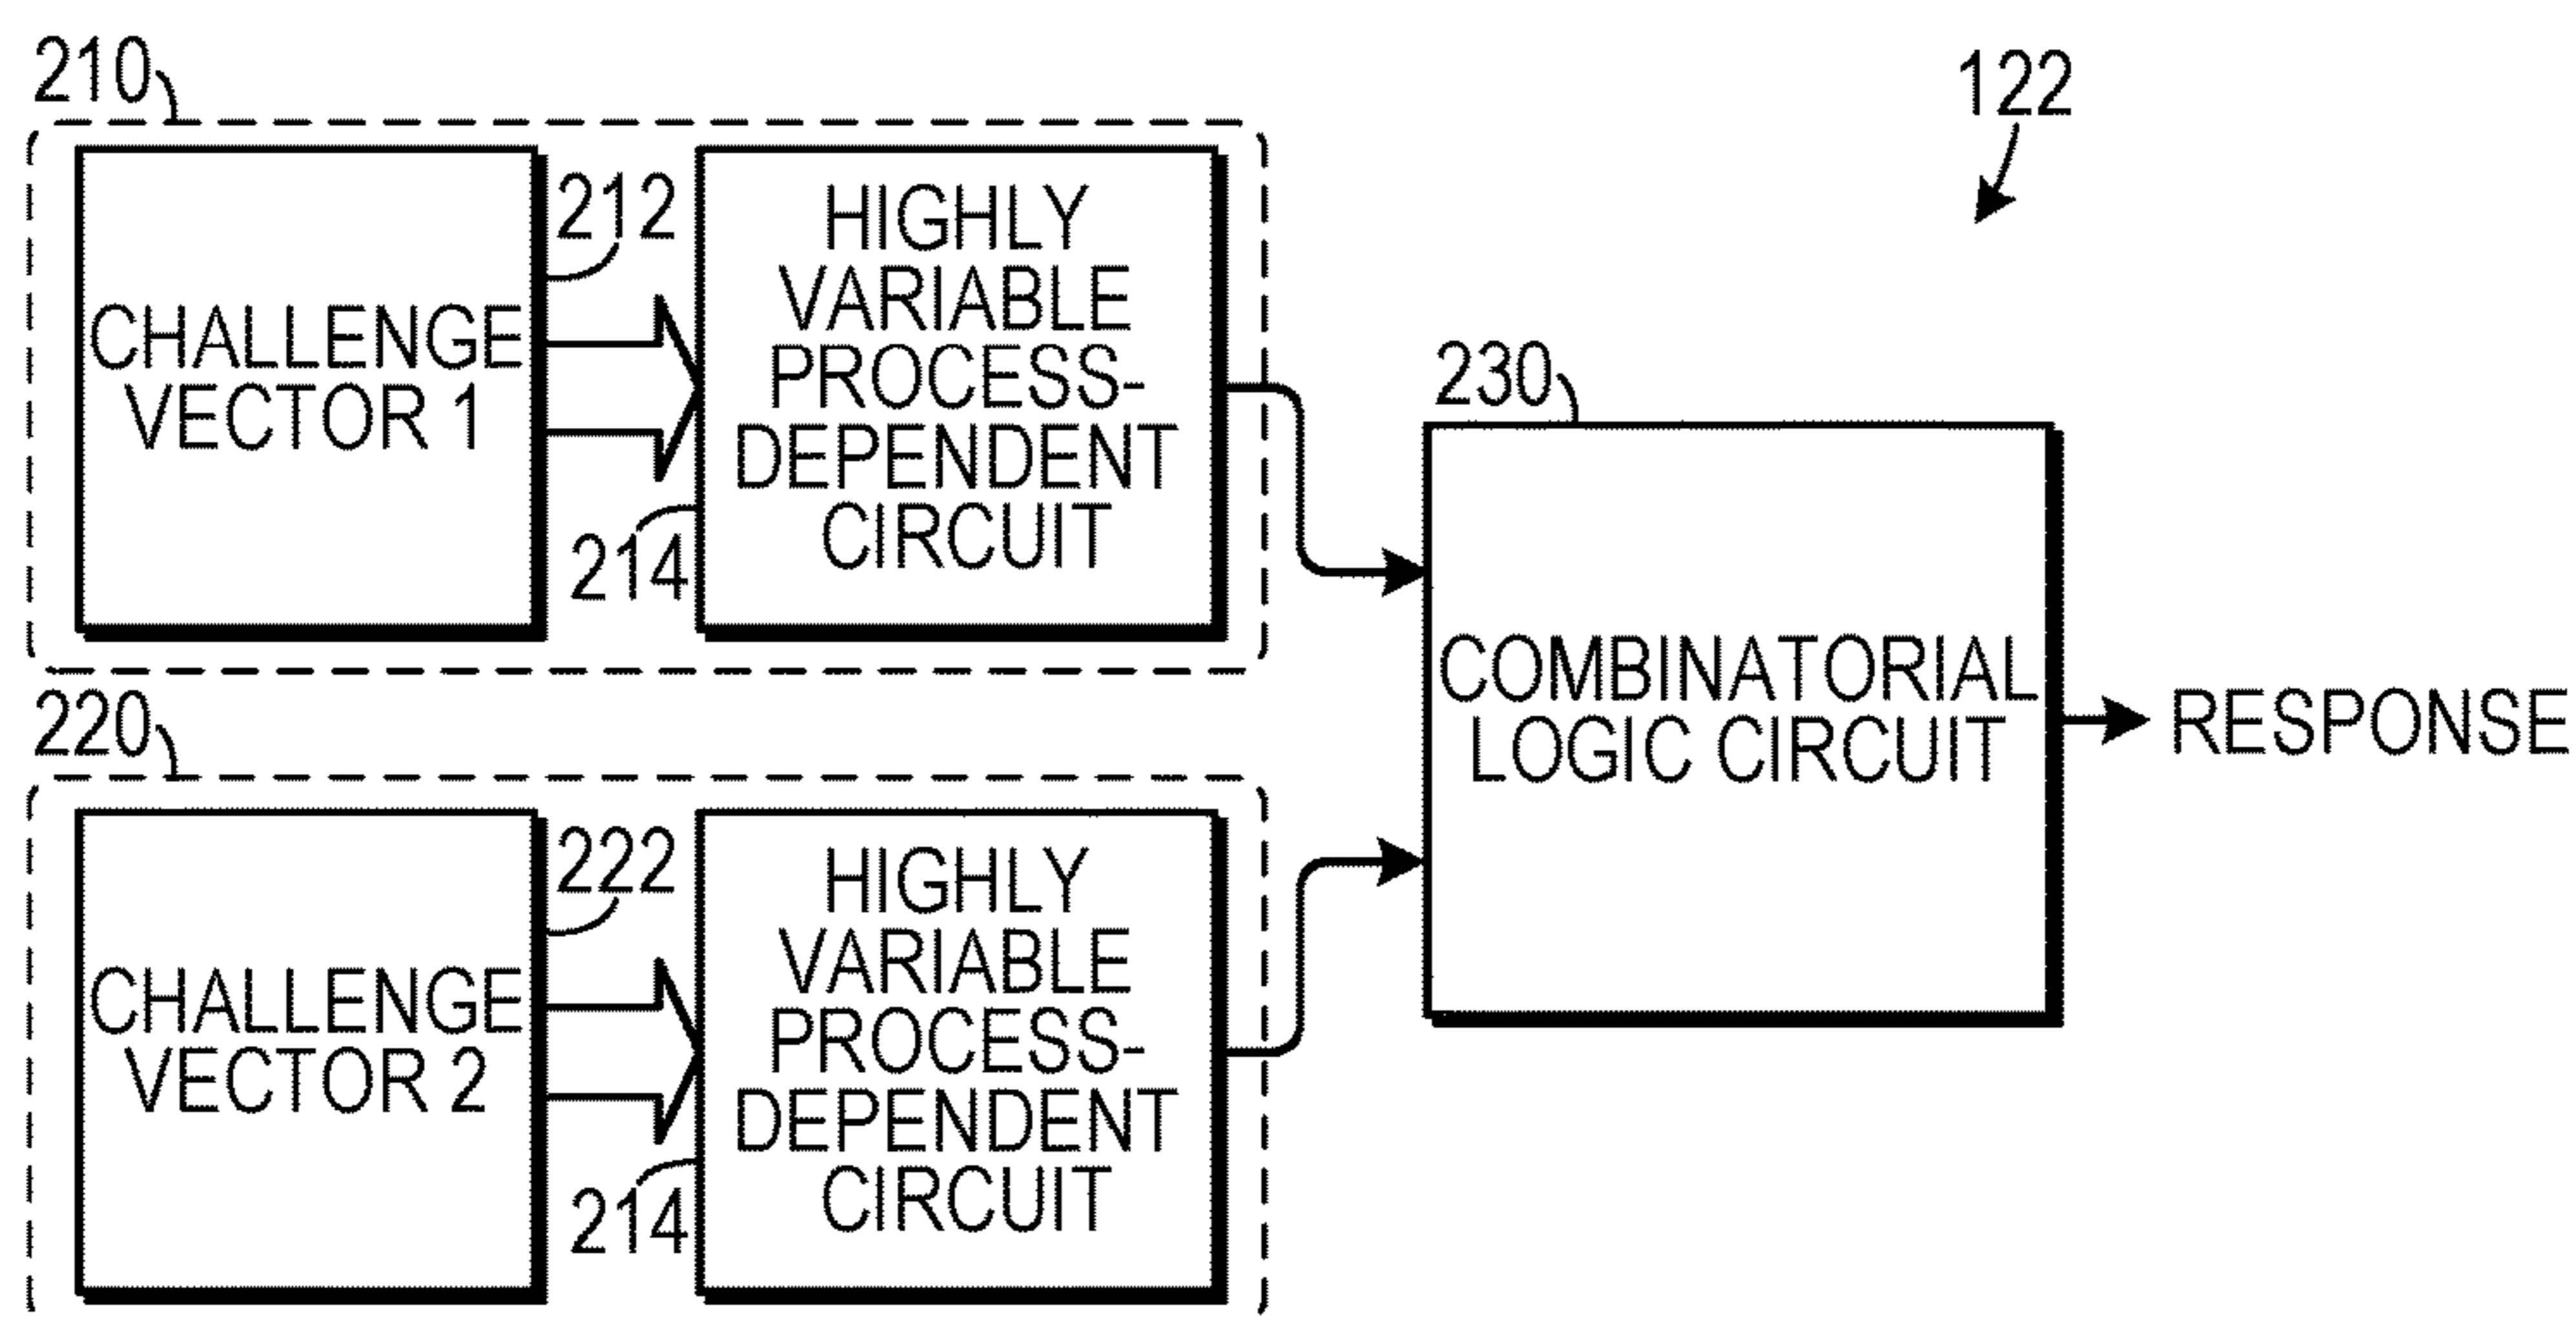 210
122
212
HIGHLY
VARIABLE
PROCESS-
DEPENDENT
CIRCUIT
CHALLENGE
VECTOR 1
214
230
COMBINATORIAL
LOGIC CIRCUIT
RESPONSE
220
222
HIGHLY
VARIABLE
PROCESS-
DEPENDENT
CIRCUIT
CHALLENGE
VECTOR 2
214